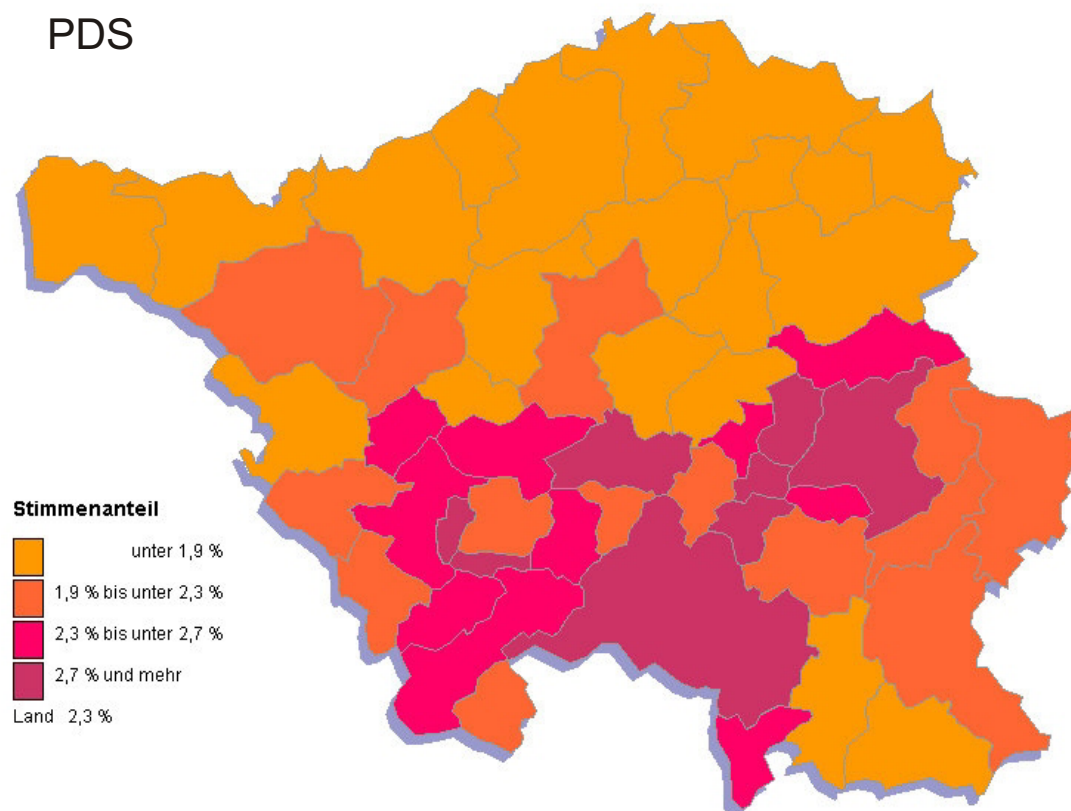 PDS
Stimmenanteil
unter 1,9 %
1,9 % bis unter 2,3 %
2,3 % bis unter 2,7 %
2,7 % und mehr
Land 2,3 %